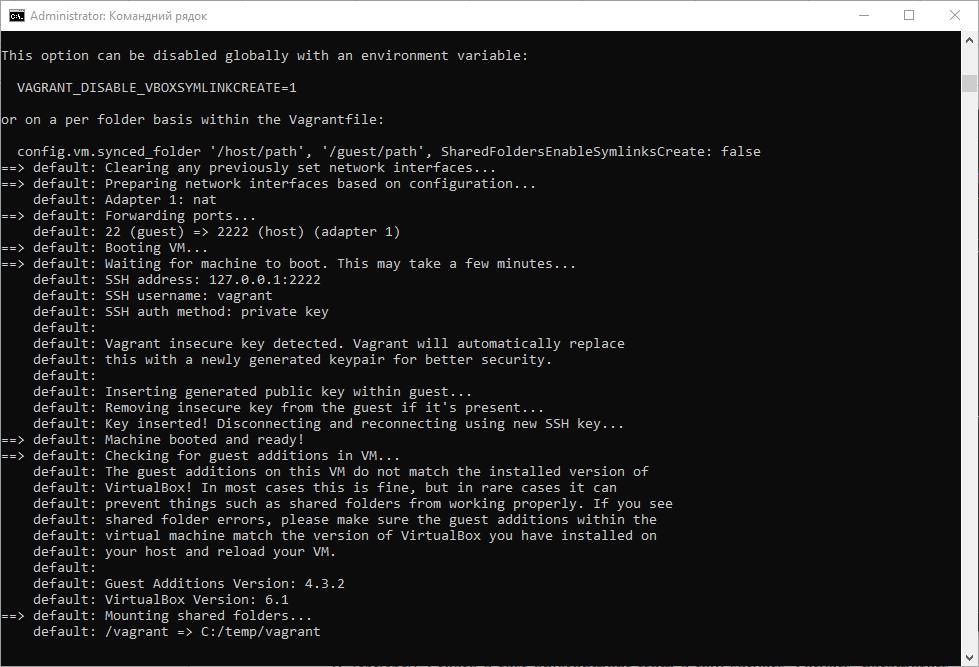 Administrator: Командний рядок
This option can be disabled globally with an environment variable:
VAGRANT_DISABLE_VBOXSYMLINKCREATE=1
or on a per folder basis within the Vagrantfile:
config.vm.synced_folder '/host/path', '/guest/path', SharedFoldersEnableSymlinksCreate: false
==> default: Clearing any previously set network interfaces...
==> default: Preparing network interfaces based on configuration...
default: Adapter 1: nat
==> default: Forwarding ports...
default: 22 (guest) => 2222 (host) (adapter 1)
==> default: Booting VM...
==> default: Waiting for machine to boot. This may take a few minutes...
default: SSH address: 127.0.0.1:2222
default: SSH username: vagrant
default: SSH auth method: private key
default:
default: Vagrant insecure key detected. Vagrant will automatically replace
default: this with a newly generated keypair for better security.
default:
default: Inserting generated public key within guest...
default: Removing insecure key from the guest if it's present...
default: Key inserted! Disconnecting and reconnecting using new SSH key...
==> default: Machine booted and ready!
==> default: Checking for guest additions in VM...
default: The guest additions on this VM do not match the installed version of
default: VirtualBox! In most cases this is fine, but in rare cases it can
default: prevent things such as shared folders from working properly. If you see
default: shared folder errors, please make sure the guest additions within the
default: virtual machine match the version of VirtualBox you have installed on
default: your host and reload your VM.
default:
default: Guest Additions Version: 4.3.2
default: VirtualBox Version: 6.1
==> default: Mounting shared folders...
default: /vagrant => C:/temp/vagrant